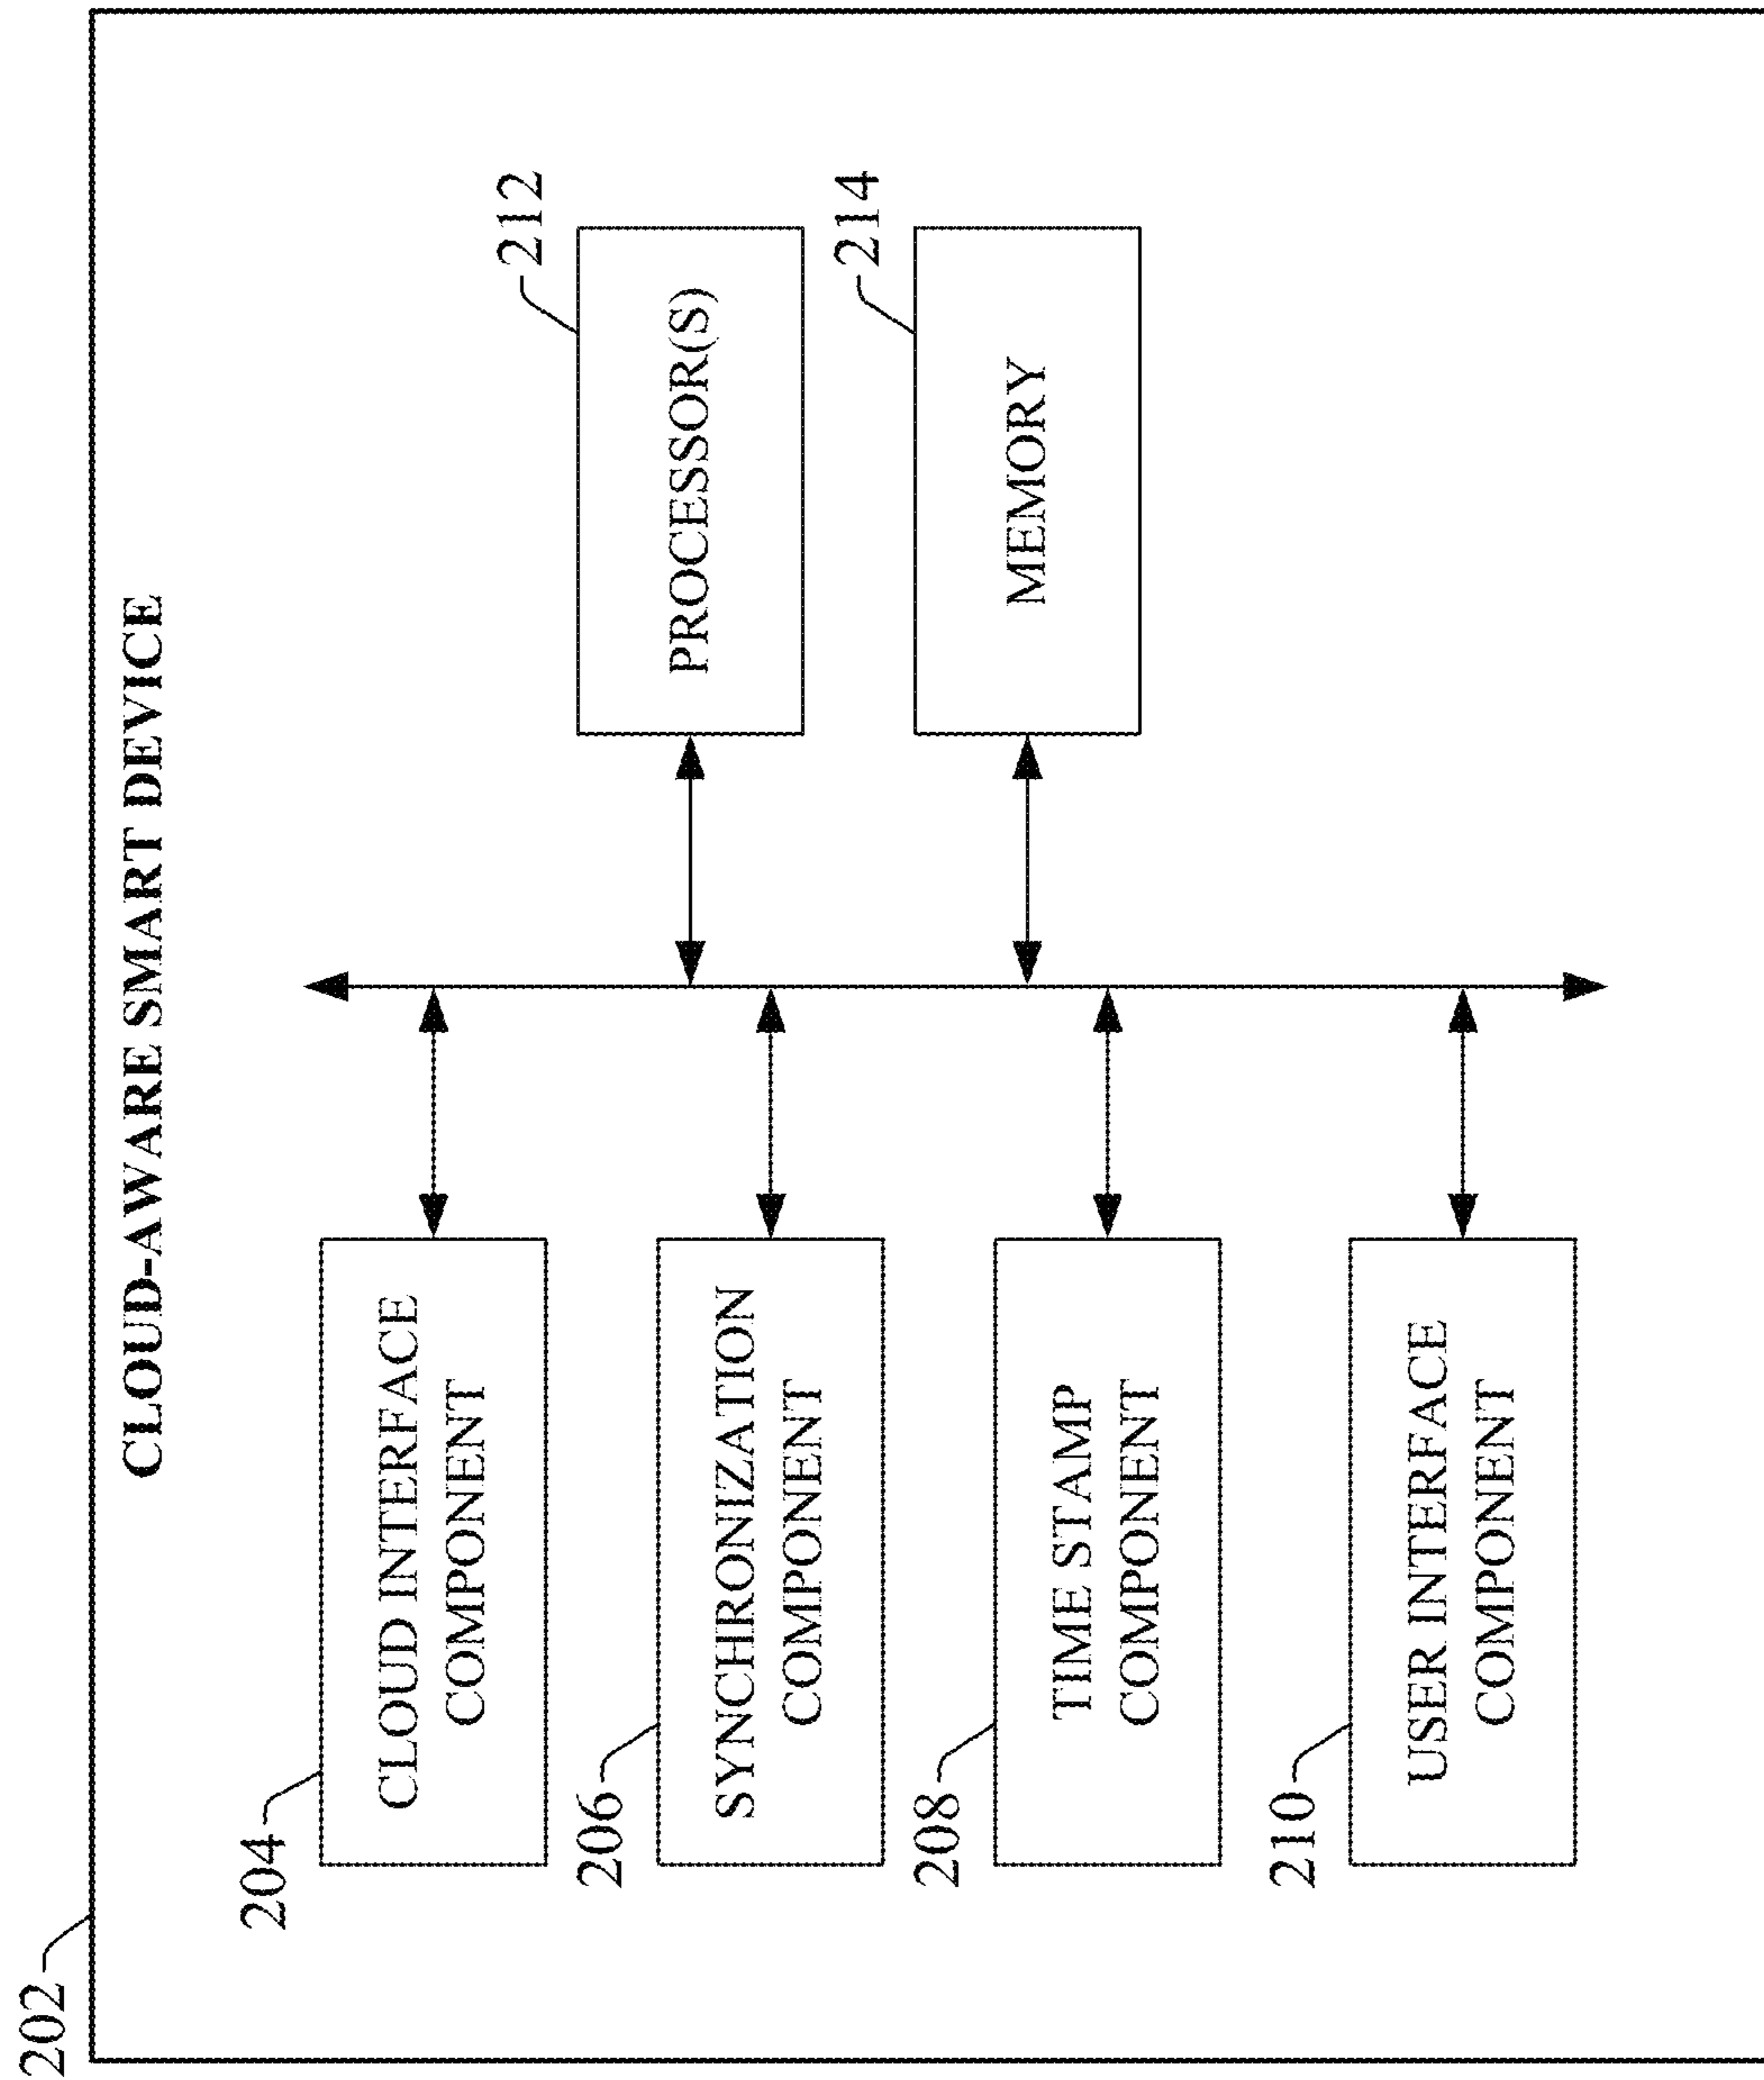 202
CLOUD-AWARE SMART DEVICE
204
CLOUD INTERFACE
COMPONENT
206
SYNCHRONIZATION
COMPONENT
208
TIME STAMP
COMPONENT
210
USER INTERFACE
COMPONENT
212
PROCESSOR(S)
214
MEMORY